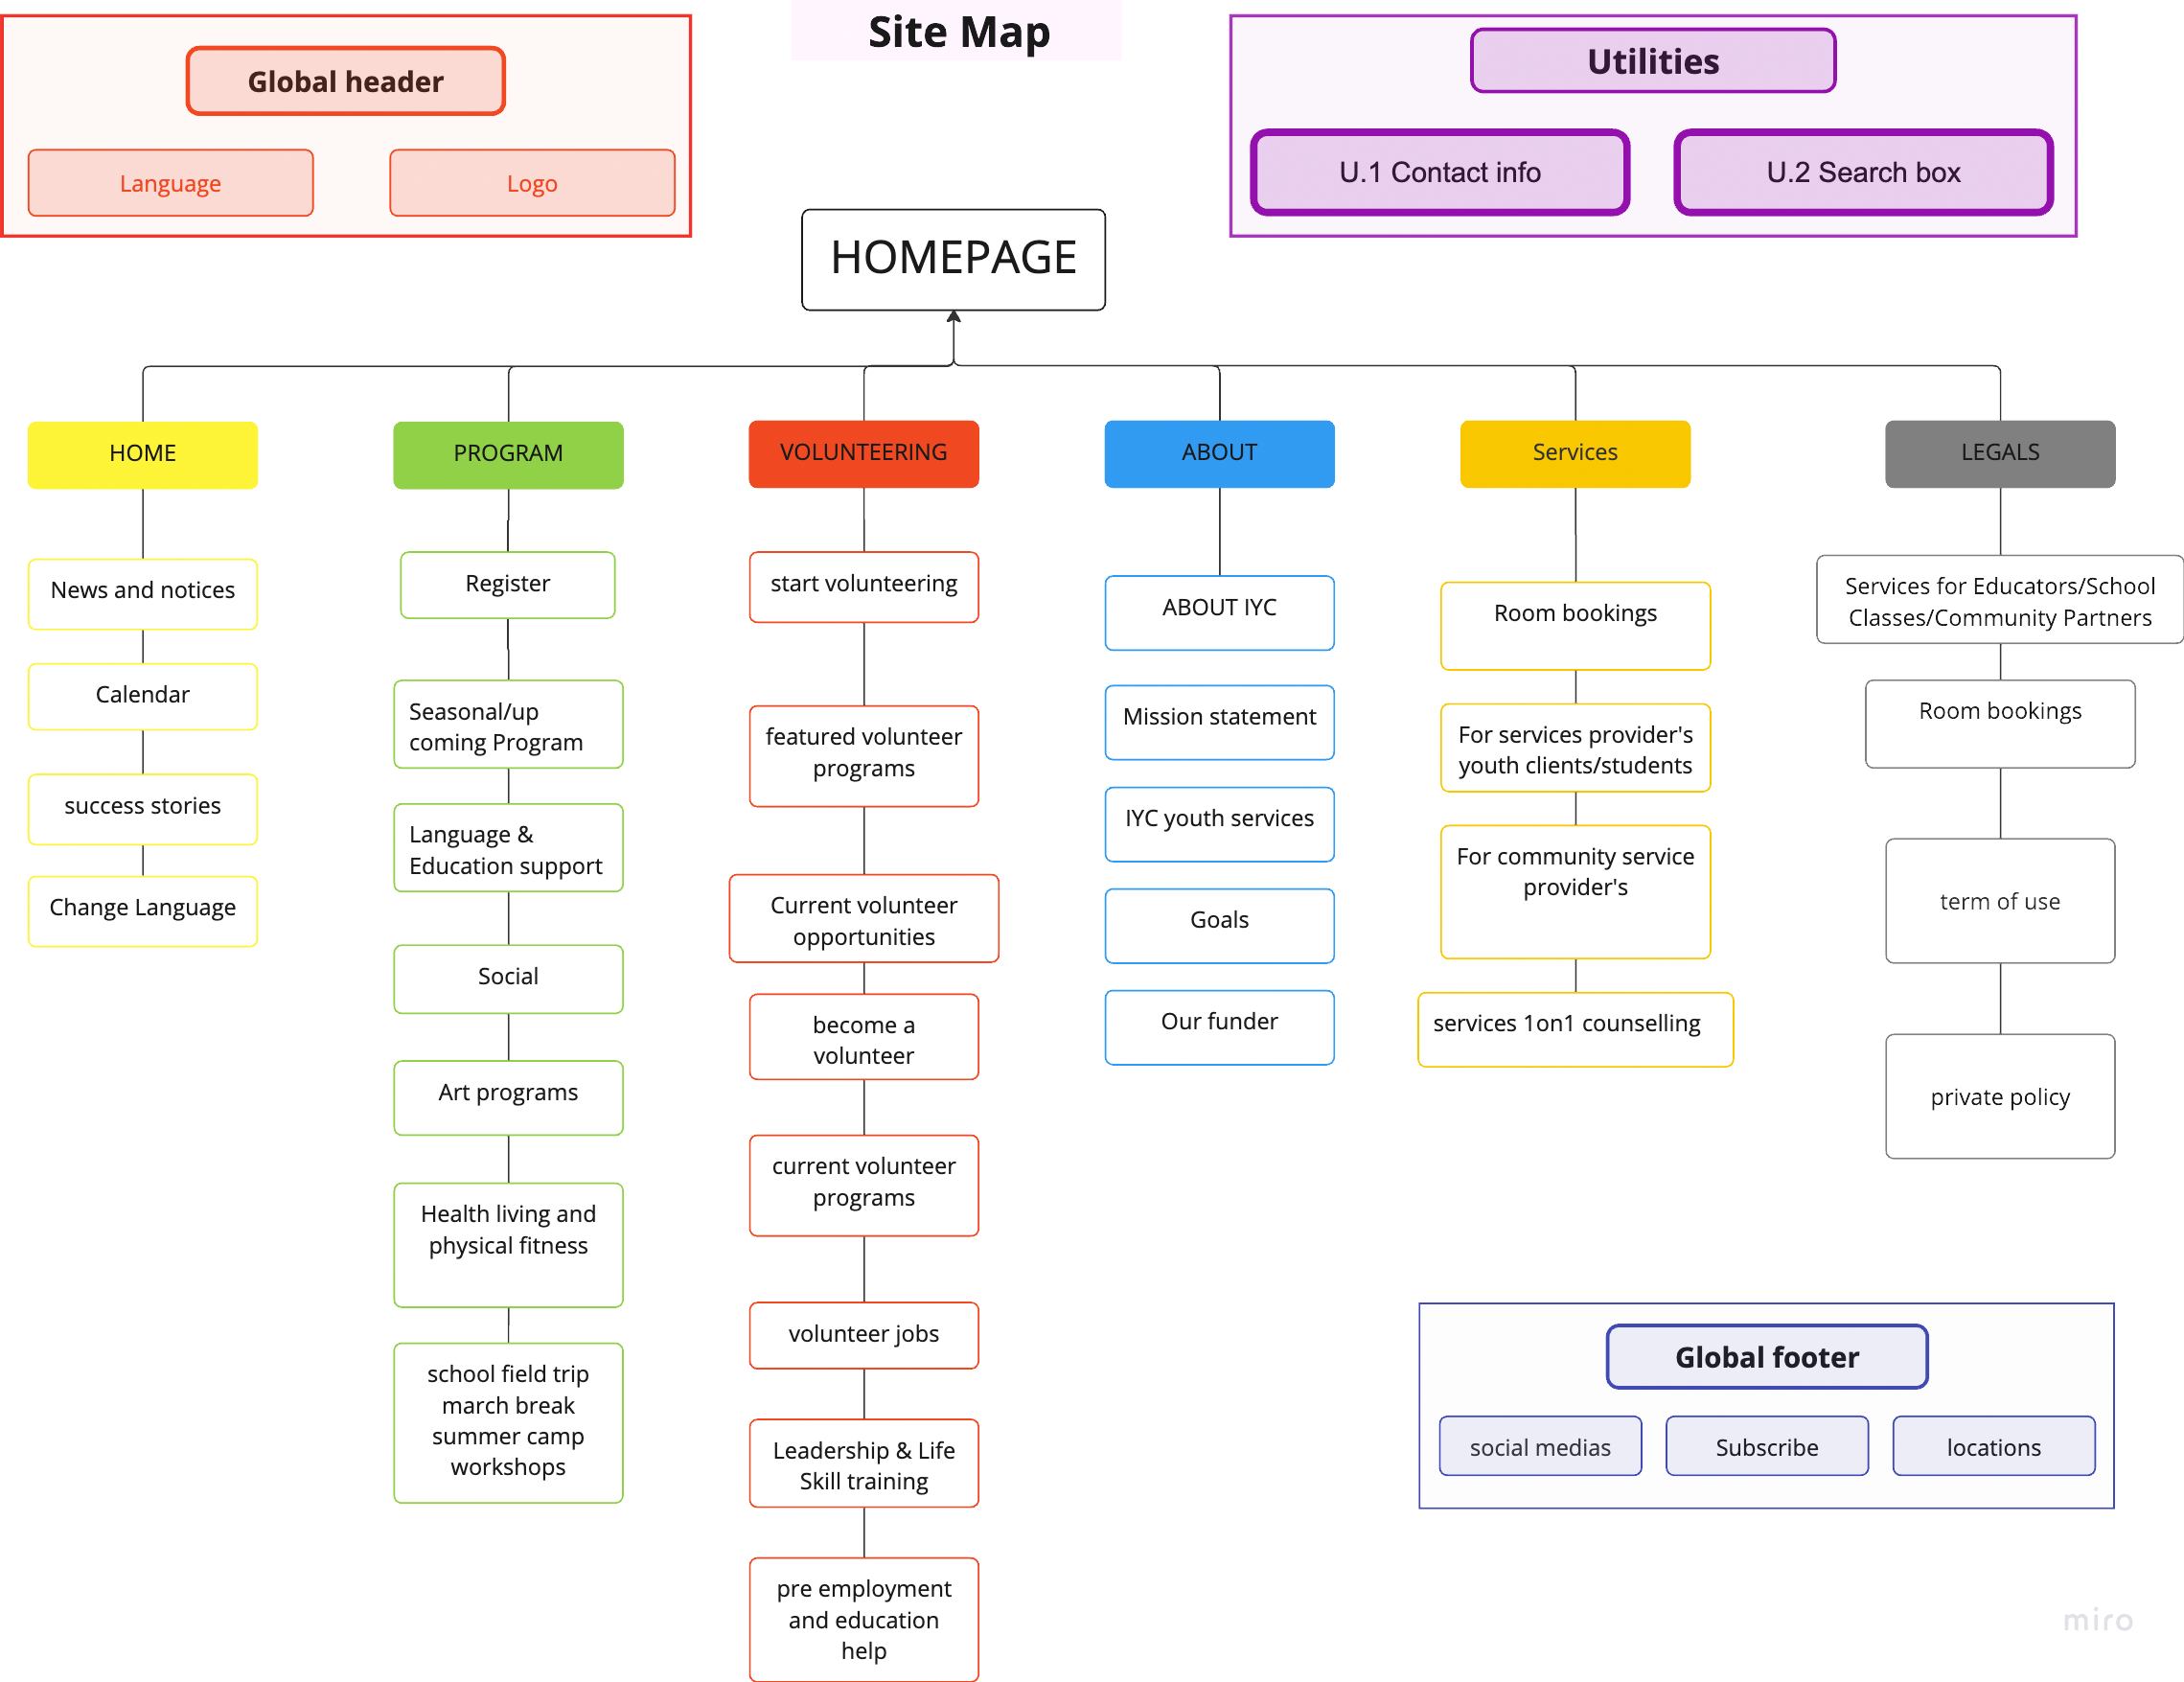 Site Map
Global header
Language
Logo
Utilities
U.1 Contact info
U.2 Search box
HOMEPAGE
HOME
News and notices
Calendar
success stories
Change Language
PROGRAM
Register
Seasonal/up
coming Program
Language &
Education support
Social
Art programs
Health living and
physical fitness
school field trip
march break
summer camp
workshops
VOLUNTEERING
start volunteering
featured volunteer
programs
Current volunteer
opportunities
become a
volunteer
current volunteer
programs
volunteer jobs
Leadership & Life
Skill training
pre employment
and education
help
ABOUT
ABOUT IYC
Mission statement
IYC youth services
Goals
Our funder
Services
Room bookings
For services provider's
youth clients/students
For community service
provider's
services 1on1 counselling
LEGALS
Services for Educators/School
Classes/Community Partners
Room bookings
term of use
private policy
Global footer
social medias
Subscribe
locations
miro